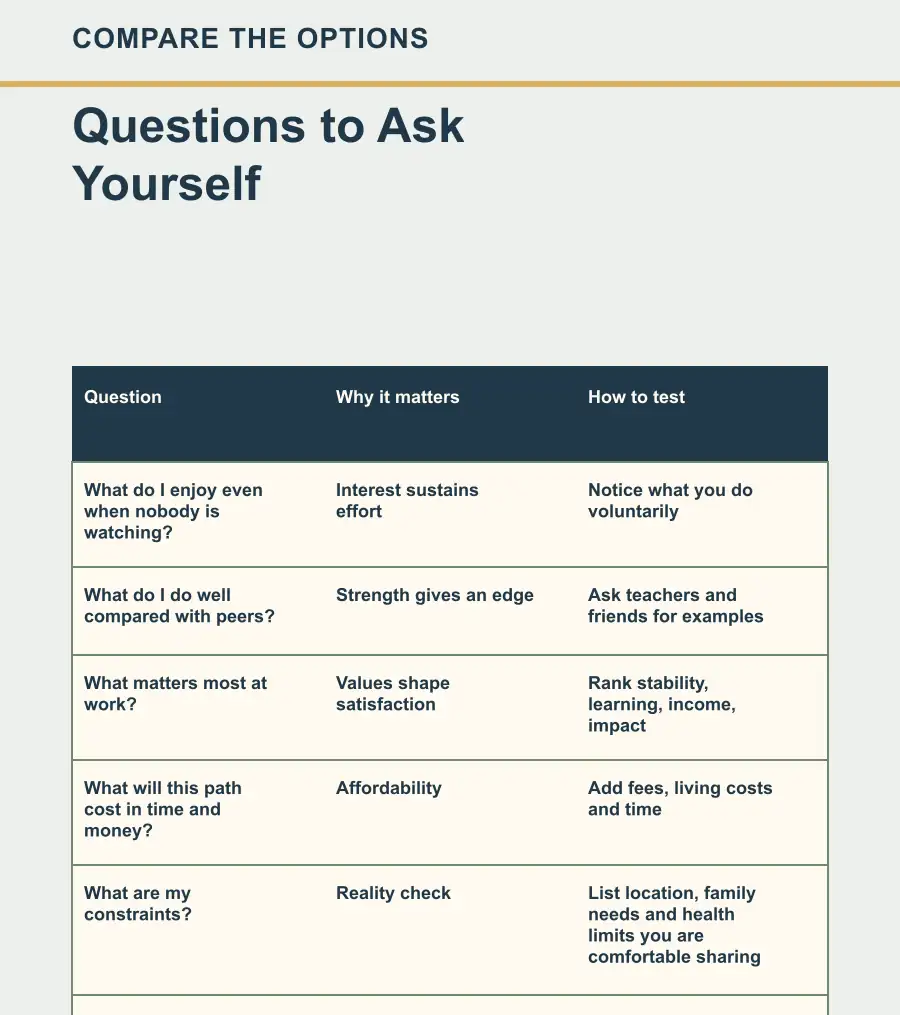 COMPARE THE OPTIONS
Questions to Ask
Yourself
Question
Why it matters
How to test
What do I enjoy even
when nobody is
watching?
Interest sustains
effort
Notice what you do
voluntarily
What do I do well
compared with peers?
Strength gives an edge
Ask teachers and
friends for examples
What matters most at
work?
Values shape
satisfaction
Rank stability,
learning, income,
impact
What will this path
cost in time and
money?
Affordability
Add fees, living costs
and time
What are my
constraints?
Reality check
List location, family
needs and health
limits you are
comfortable sharing